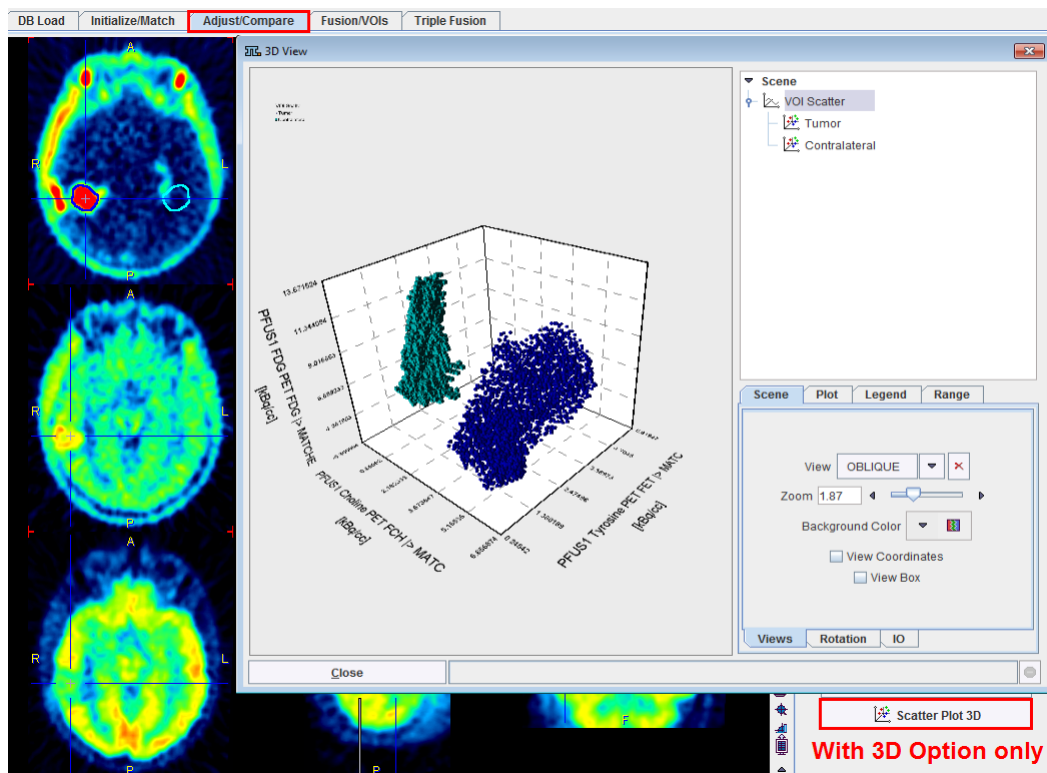 DB Load Initialize/Match Adjust/Compare Fusion/VOIs Triple Fusion
3D View
A
R
L
P
A
R
P
A
R
L
P
P
F
13.671524
PFUS1 FDG PET FDG |> MATCHE
[kBq/cc]
PFUS1 Choline PET FCH |> MATC
[kBq/cc]
PFUS1 Tyrosine PET FET |> MATC
[kBq/cc]
Scene
VOI Scatter
Tumor
Contralateral
Scene Plot Legend Range
View OBLIQUE
Zoom 1.87
Background Color
View Coordinates
View Box
Views Rotation IO
Close
Scatter Plot 3D
With 3D Option only